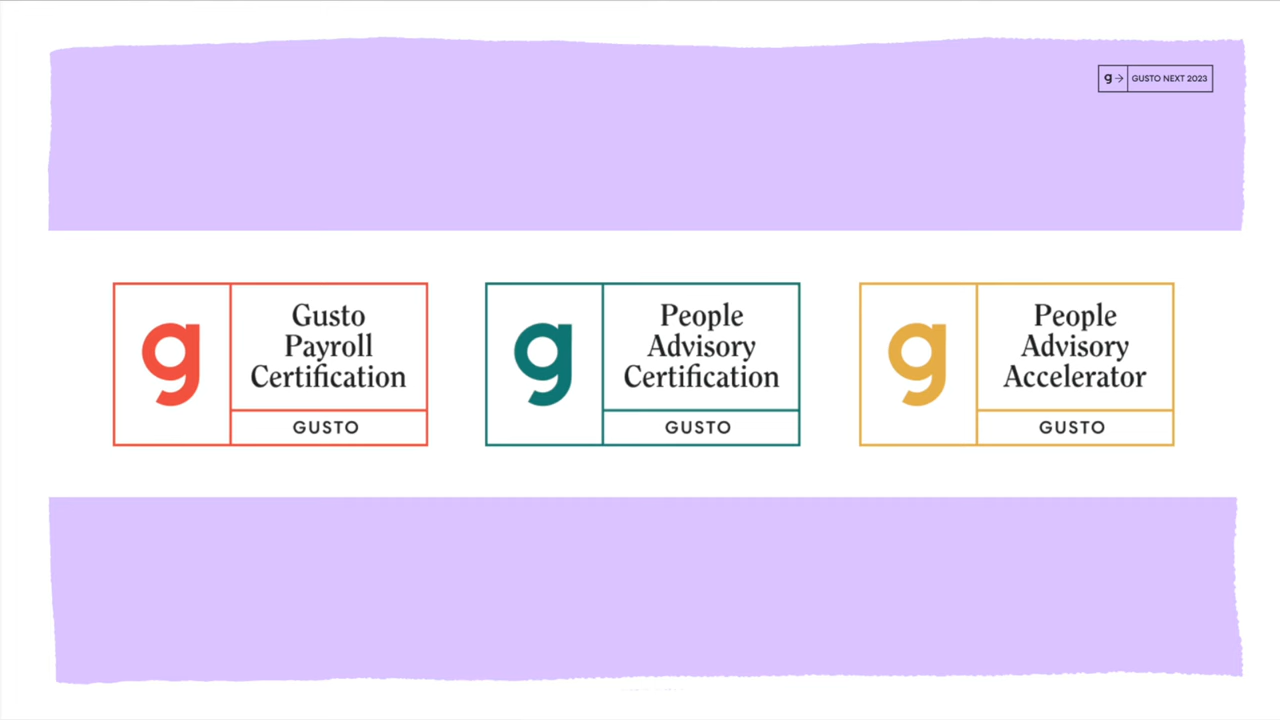 g→ GUSTO NEXT 2023
g
Gusto
Payroll
Certification
GUSTO
g
People
Advisory
Certification
GUSTO
g
People
Advisory
Accelerator
GUSTO